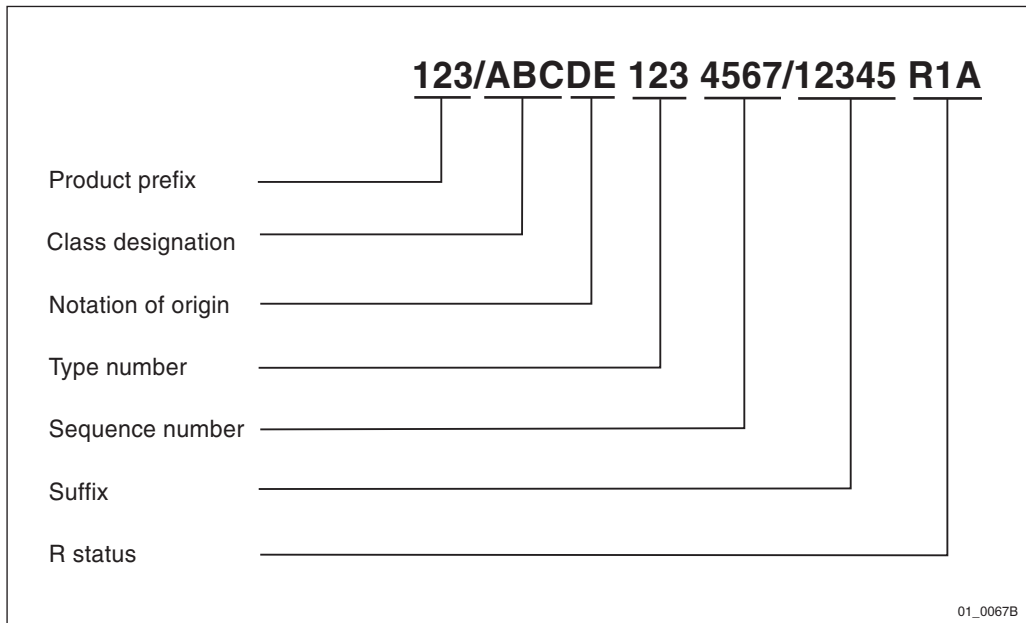 123/ABCDE 123 4567/12345 R1A
Product prefix
Class designation
Notation of origin
Type number
Sequence number
Suffix
R status
01_0067B